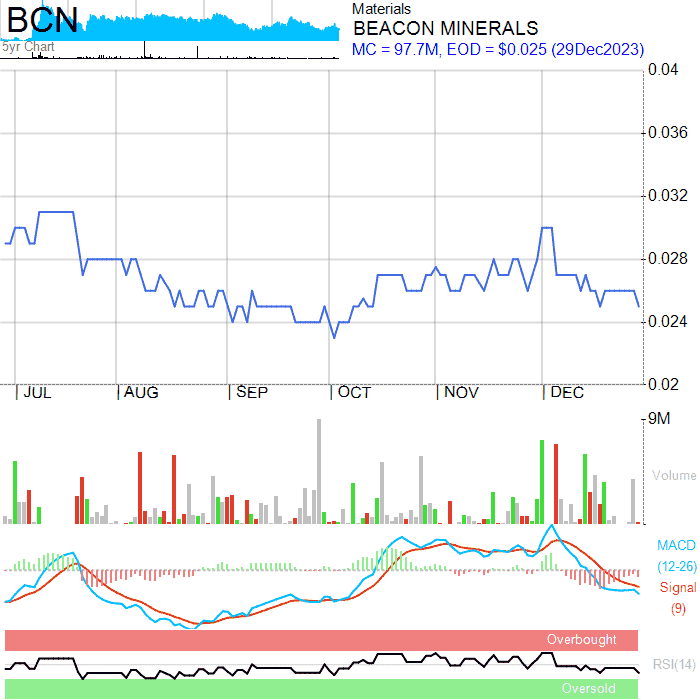 BCN
5yr Chart
Materials
BEACON MINERALS
MC = 97.7M, EOD = $0.025 (29Dec2023)
0.04
0.036
0.032
0.028
0.024
0.02
JUL AUG SEP OCT NOV DEC
9M
Volume
MACD
(12-26)
Signal
(9)
Overbought
RSI(14)
Oversold